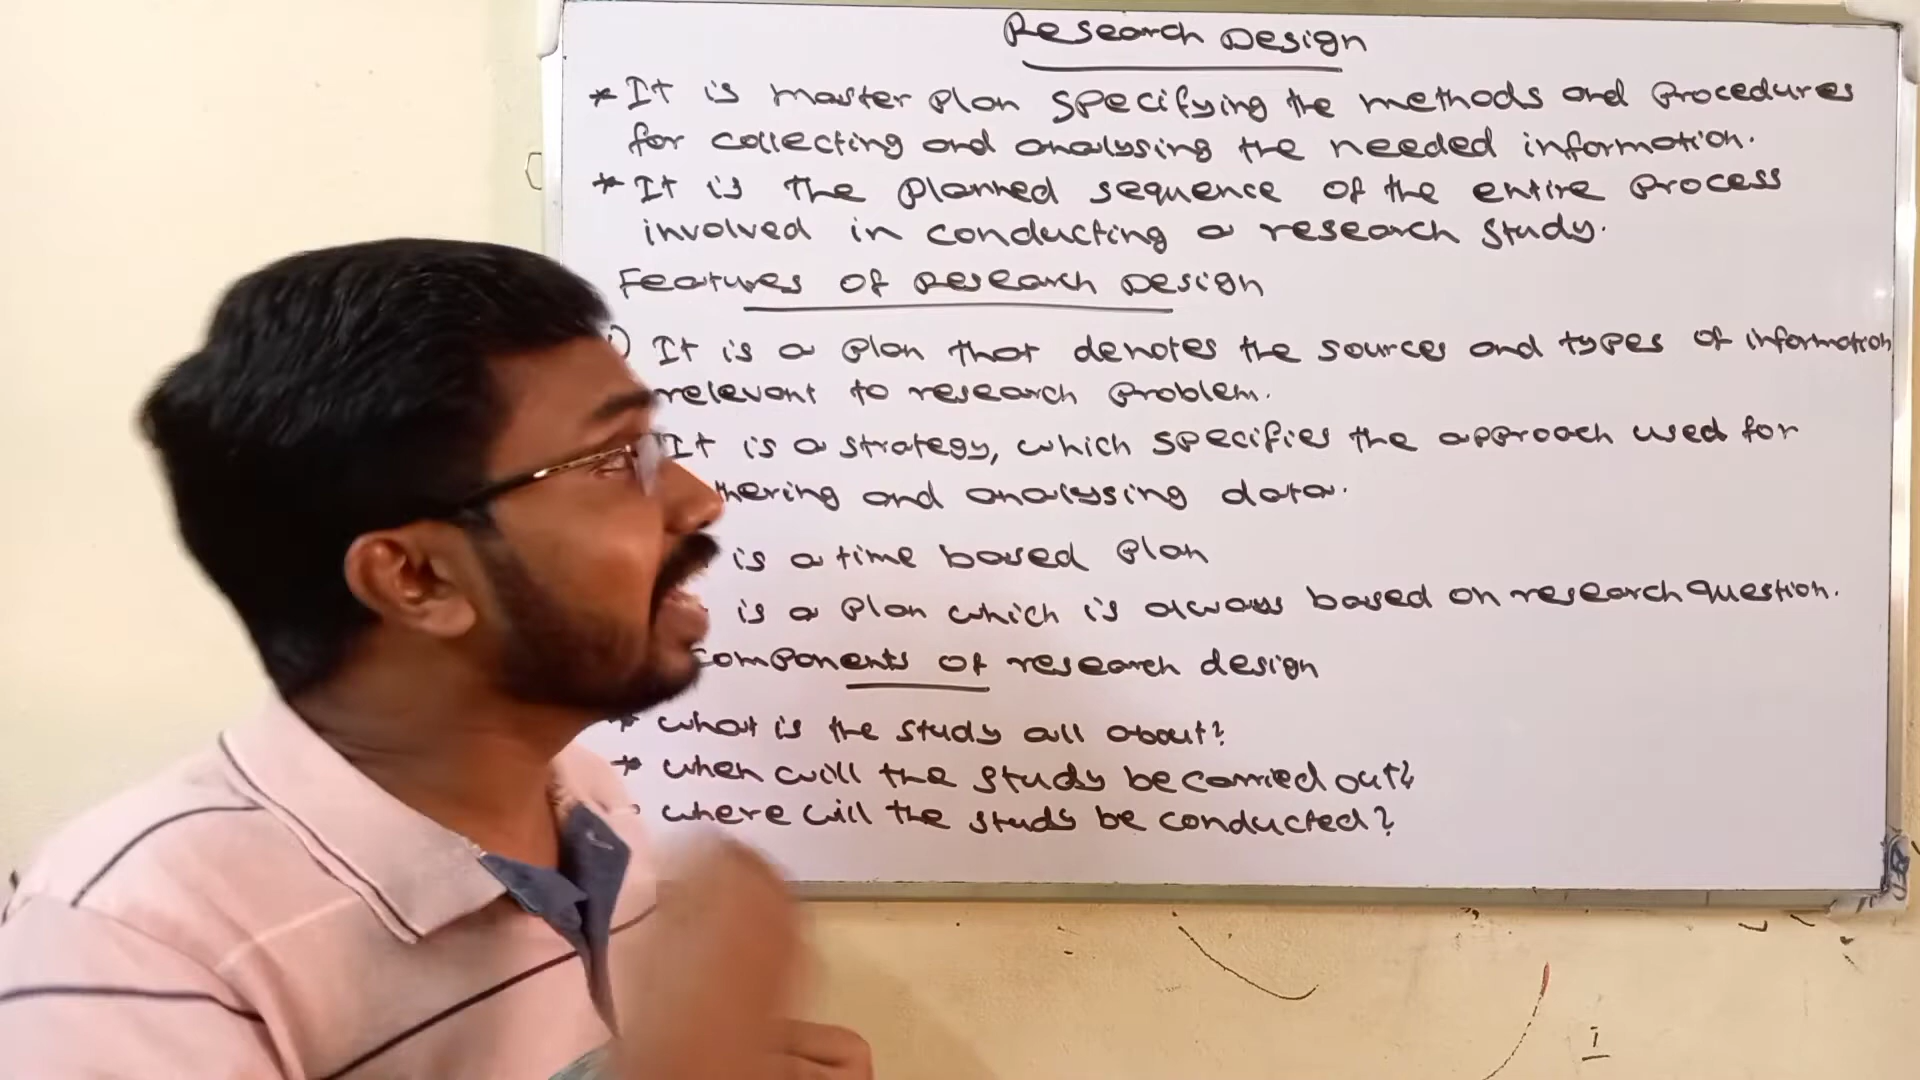 Research Design
* It is master plan specifying the methods and procedures
for collecting and analysing the needed information.
* It is the planned sequence of the entire process
involved in conducting a research study.
Features of Research Design
) It is a plan that denotes the sources and types of information
relevant to research problem.
It is a strategy, which specifies the approach used for
thering and analysing data.
is a time based plan
is a plan which is always based on research question.
components of research design
* what is the study all about?
* when will the study be carried out?
where will the study be conducted?